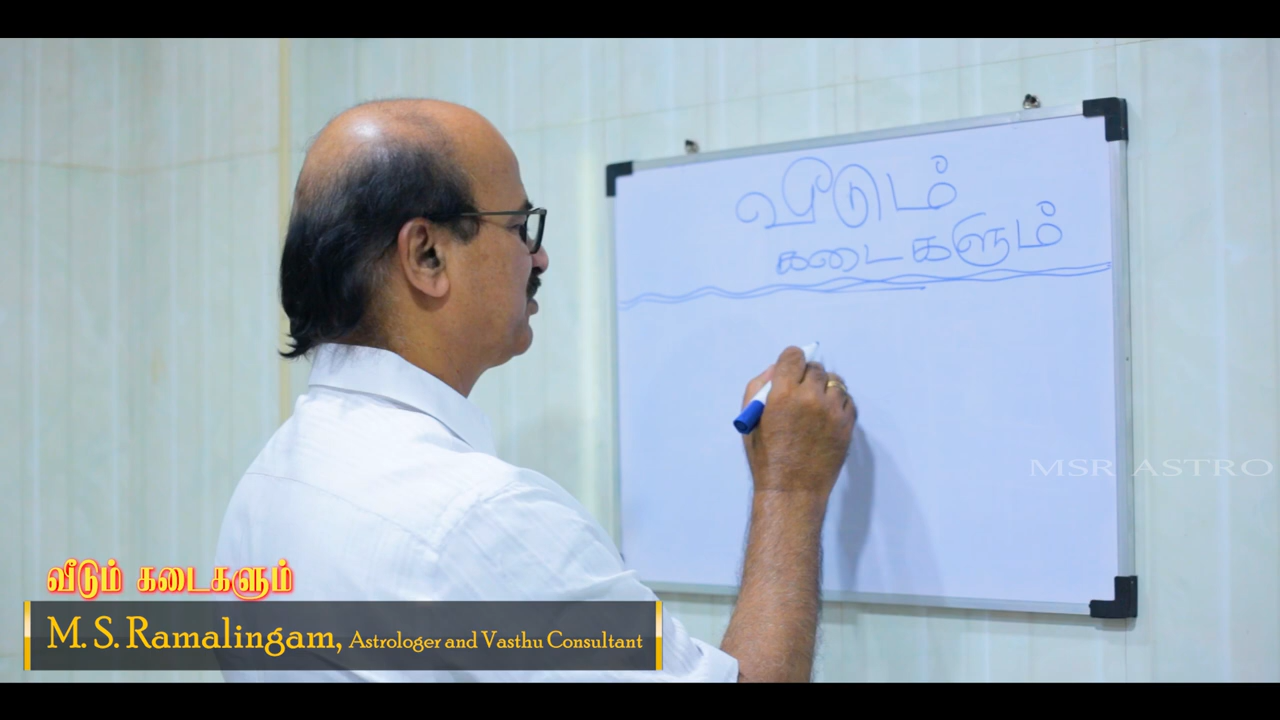 வீடும்
கடைகளும்
MSR ASTRO
வீடும் கடைகளும்
M. S. Ramalingam, Astrologer and Vasthu Consultant